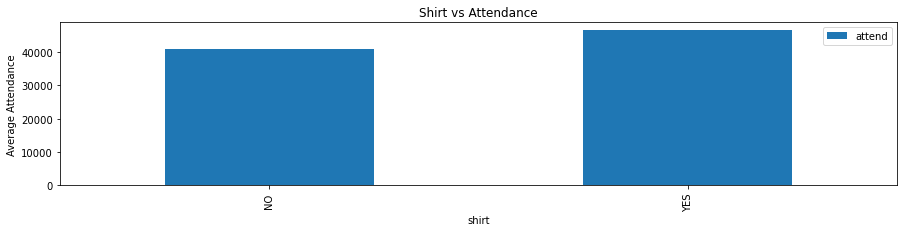 Shirt vs Attendance
attend
Average Attendance
40000
30000
20000
10000
0
NO
YES
shirt